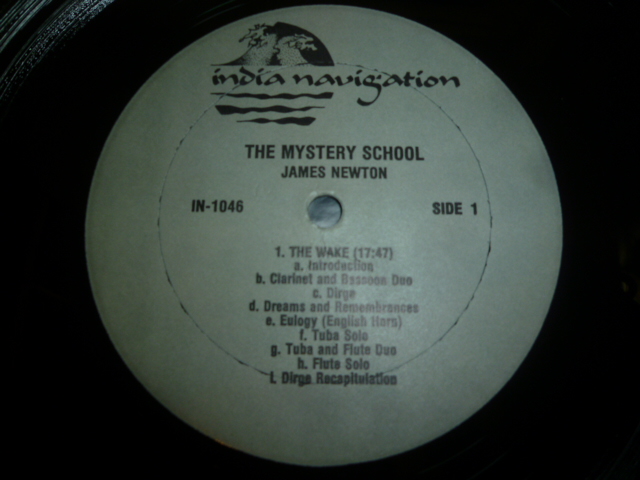 india navigation
THE MYSTERY SCHOOL
JAMES NEWTON
IN-1046
SIDE 1
1. THE WAKE (17:47)
a. Introduction
b. Clarinet and Bassoon Duo
c. Dirge
d. Dreams and Remembrances
e. Eulogy (English Horn)
f. Tuba Solo
g. Tuba and Flute Duo
h. Flute Solo
i. Dirge Recapitulation